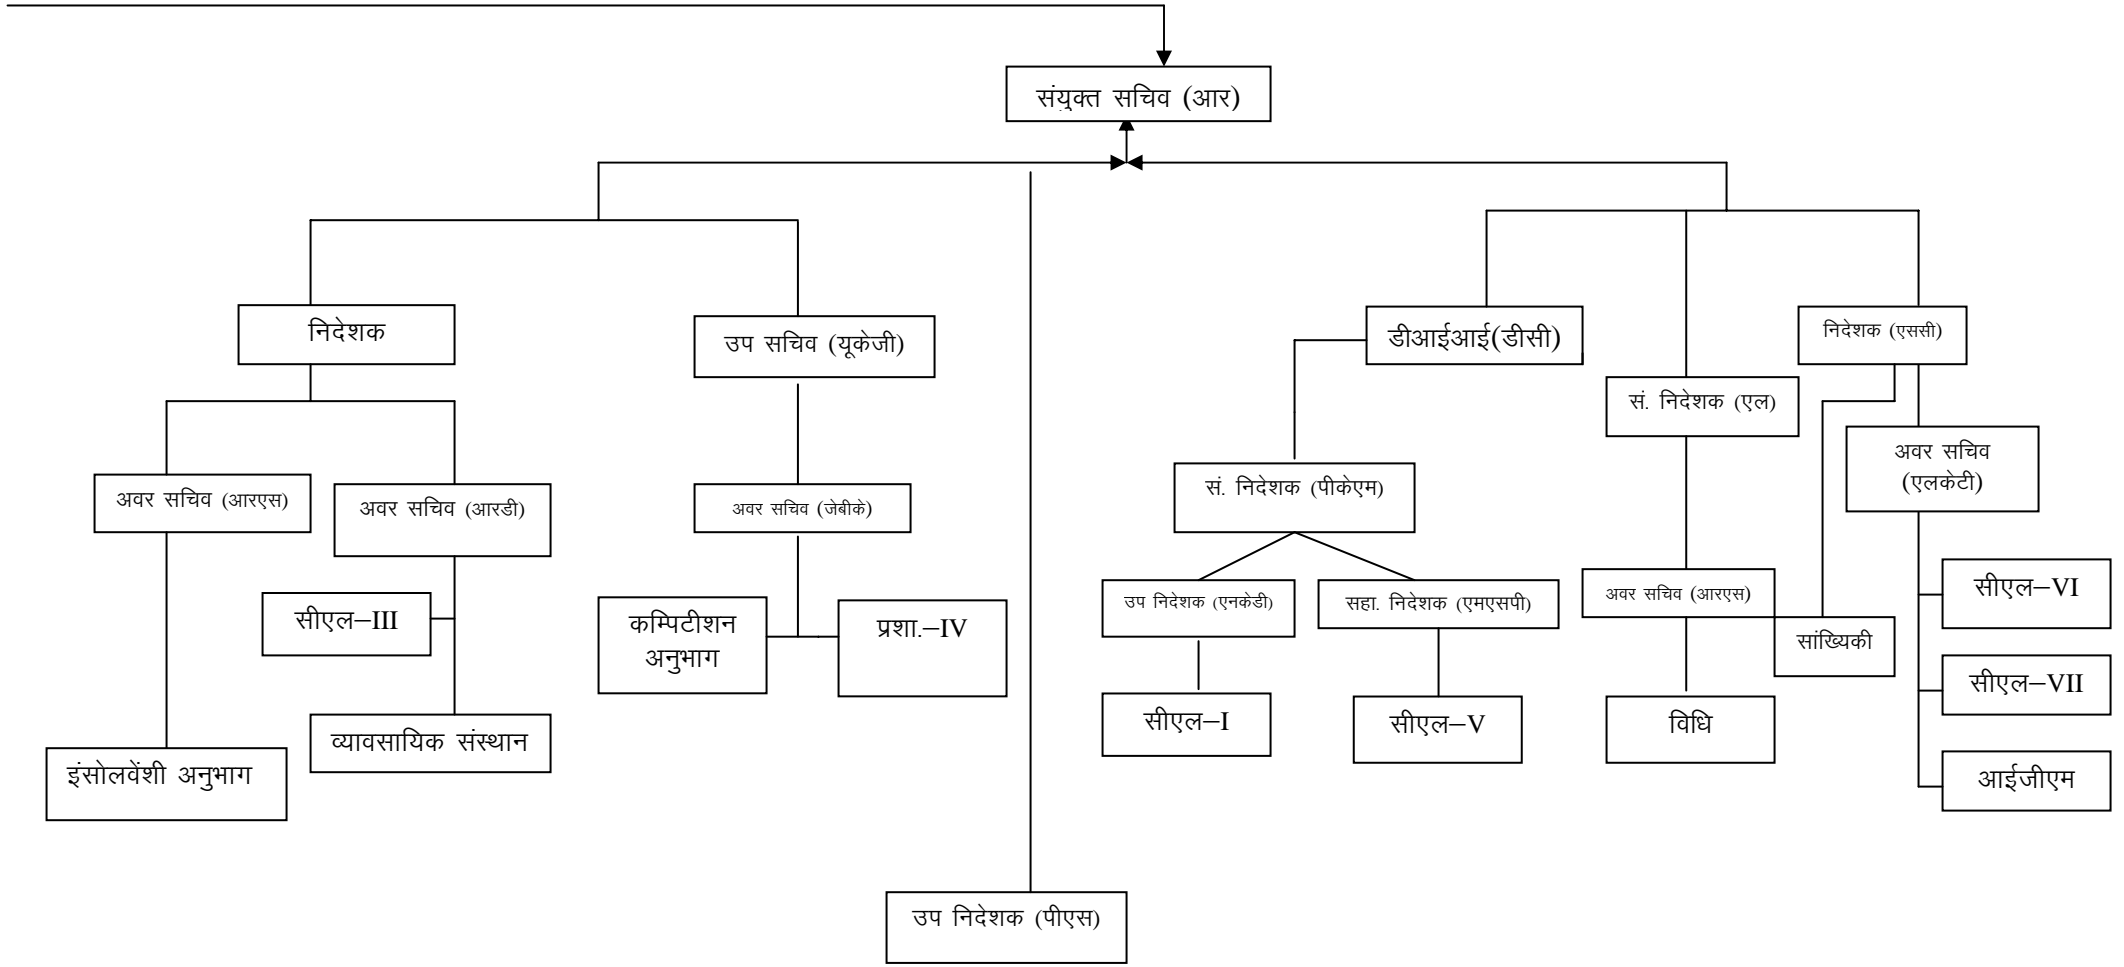 संयुक्त सचिव (आर)
निदेशक
उप सचिव (यूकेजी)
डीआईआई(डीसी)
निदेशक (एससी)
सं. निदेशक (एल)
अवर सचिव
(एलकेटी)
अवर सचिव (आरएस)
अवर सचिव (आरडी)
अवर सचिव (जेबीके)
सं. निदेशक (पीकेएम)
सीएल–III
कम्पिटीशन
अनुभाग
प्रशा.–IV
उप निदेशक (एनकेडी)
सहा. निदेशक (एमएसपी)
अवर सचिव (आरएस)
सांख्यिकी
सीएल–VI
सीएल–VII
इंसोलवेंशी अनुभाग
व्यावसायिक संस्थान
सीएल–I
सीएल–V
विधि
आईजीएम
उप निदेशक (पीएस)